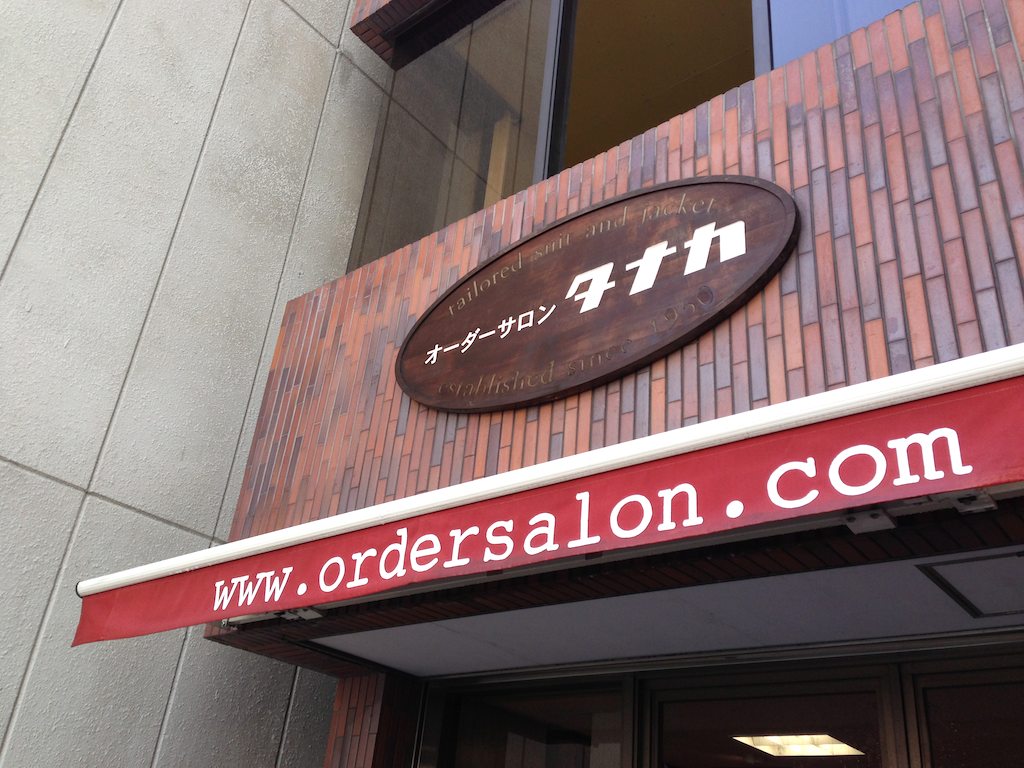 tailored suit and jacket
オーダーサロン タナカ
established since 1950
www.ordersalon.com